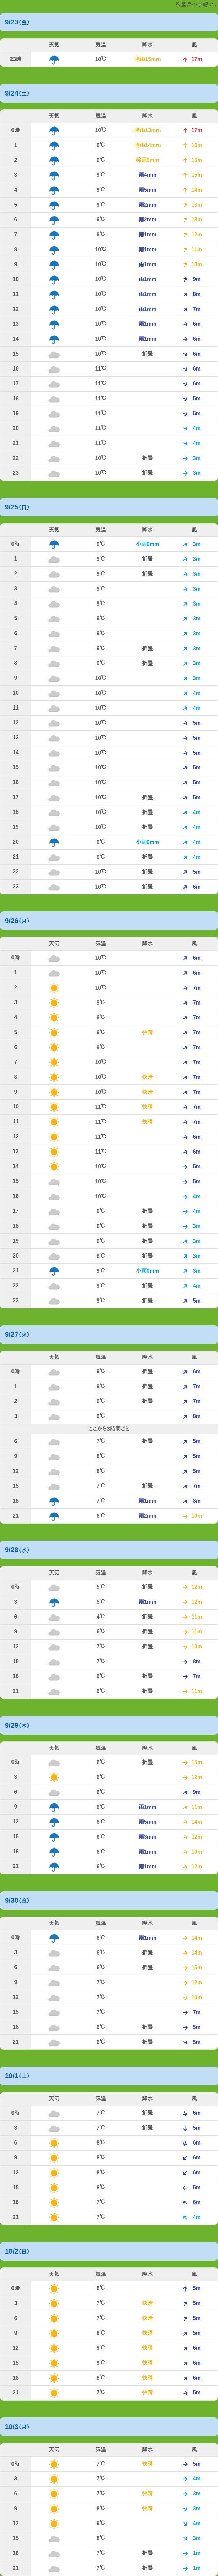 ※製品の予報です
9/23(金)
天気 気温 降水 風
23時 10℃ 強雨15mm 17m
9/24(土)
天気 気温 降水 風
0時 10℃ 強雨13mm 17m
1 9℃ 強雨14mm 16m
2 9℃ 強雨9mm 15m
3 9℃ 雨4mm 15m
4 9℃ 雨5mm 14m
5 9℃ 雨2mm 13m
6 9℃ 雨2mm 13m
7 9℃ 雨1mm 12m
8 10℃ 雨1mm 11m
9 10℃ 雨1mm 10m
10 10℃ 雨1mm 9m
11 10℃ 雨1mm 8m
12 10℃ 雨1mm 7m
13 10℃ 雨1mm 6m
14 10℃ 雨1mm 6m
15 10℃ 折畳 6m
16 11℃ 6m
17 11℃ 6m
18 11℃ 5m
19 11℃ 5m
20 11℃ 4m
21 11℃ 4m
22 10℃ 折畳 3m
23 10℃ 折畳 3m
9/25(日)
天気 気温 降水 風
0時 9℃ 小雨0mm 3m
1 9℃ 折畳 3m
2 9℃ 折畳 3m
3 9℃ 3m
4 9℃ 3m
5 9℃ 3m
6 9℃ 3m
7 9℃ 折畳 3m
8 9℃ 折畳 3m
9 10℃ 3m
10 10℃ 4m
11 10℃ 4m
12 10℃ 5m
13 10℃ 5m
14 10℃ 5m
15 10℃ 5m
16 10℃ 5m
17 10℃ 折畳 5m
18 10℃ 折畳 4m
19 10℃ 折畳 4m
20 9℃ 小雨0mm 4m
21 9℃ 折畳 4m
22 10℃ 折畳 5m
23 10℃ 折畳 6m
9/26(月)
天気 気温 降水 風
0時 10℃ 6m
1 10℃ 6m
2 10℃ 7m
3 9℃ 7m
4 9℃ 7m
5 9℃ 快晴 7m
6 9℃ 7m
7 10℃ 7m
8 10℃ 快晴 7m
9 10℃ 快晴 7m
10 11℃ 快晴 7m
11 11℃ 快晴 7m
12 11℃ 6m
13 11℃ 6m
14 10℃ 5m
15 10℃ 5m
16 10℃ 4m
17 9℃ 折畳 4m
18 9℃ 折畳 3m
19 9℃ 折畳 3m
20 9℃ 折畳 3m
21 9℃ 小雨0mm 3m
22 9℃ 折畳 4m
23 9℃ 折畳 5m
9/27(火)
天気 気温 降水 風
0時 9℃ 折畳 6m
1 9℃ 折畳 7m
2 9℃ 折畳 7m
3 9℃ 8m
ここから3時間ごと
6 7℃ 折畳 5m
9 8℃ 5m
12 8℃ 5m
15 7℃ 折畳 7m
18 7℃ 雨1mm 8m
21 6℃ 雨2mm 10m
9/28(水)
天気 気温 降水 風
0時 5℃ 折畳 12m
3 5℃ 雨1mm 12m
6 4℃ 折畳 11m
9 6℃ 折畳 11m
12 7℃ 折畳 10m
15 7℃ 8m
18 6℃ 折畳 7m
21 6℃ 折畳 11m
9/29(木)
天気 気温 降水 風
0時 6℃ 折畳 15m
3 6℃ 12m
6 6℃ 9m
9 6℃ 雨1mm 11m
12 6℃ 雨5mm 14m
15 6℃ 雨3mm 12m
18 6℃ 雨1mm 10m
21 6℃ 雨1mm 12m
9/30(金)
天気 気温 降水 風
0時 6℃ 雨1mm 14m
3 6℃ 折畳 14m
6 6℃ 折畳 15m
9 7℃ 12m
12 7℃ 10m
15 7℃ 7m
18 6℃ 折畳 5m
21 6℃ 折畳 5m
10/1(土)
天気 気温 降水 風
0時 7℃ 折畳 6m
3 7℃ 折畳 5m
6 8℃ 6m
9 8℃ 6m
12 8℃ 6m
15 8℃ 5m
18 7℃ 6m
21 7℃ 4m
10/2(日)
天気 気温 降水 風
0時 8℃ 5m
3 7℃ 快晴 5m
6 7℃ 快晴 5m
9 8℃ 快晴 5m
12 9℃ 快晴 6m
15 9℃ 快晴 6m
18 8℃ 快晴 6m
21 7℃ 快晴 5m
10/3(月)
天気 気温 降水 風
0時 7℃ 快晴 5m
3 7℃ 4m
6 7℃ 快晴 3m
9 8℃ 快晴 3m
12 9℃ 4m
15 8℃ 3m
18 7℃ 折畳 1m
21 7℃ 折畳 1m